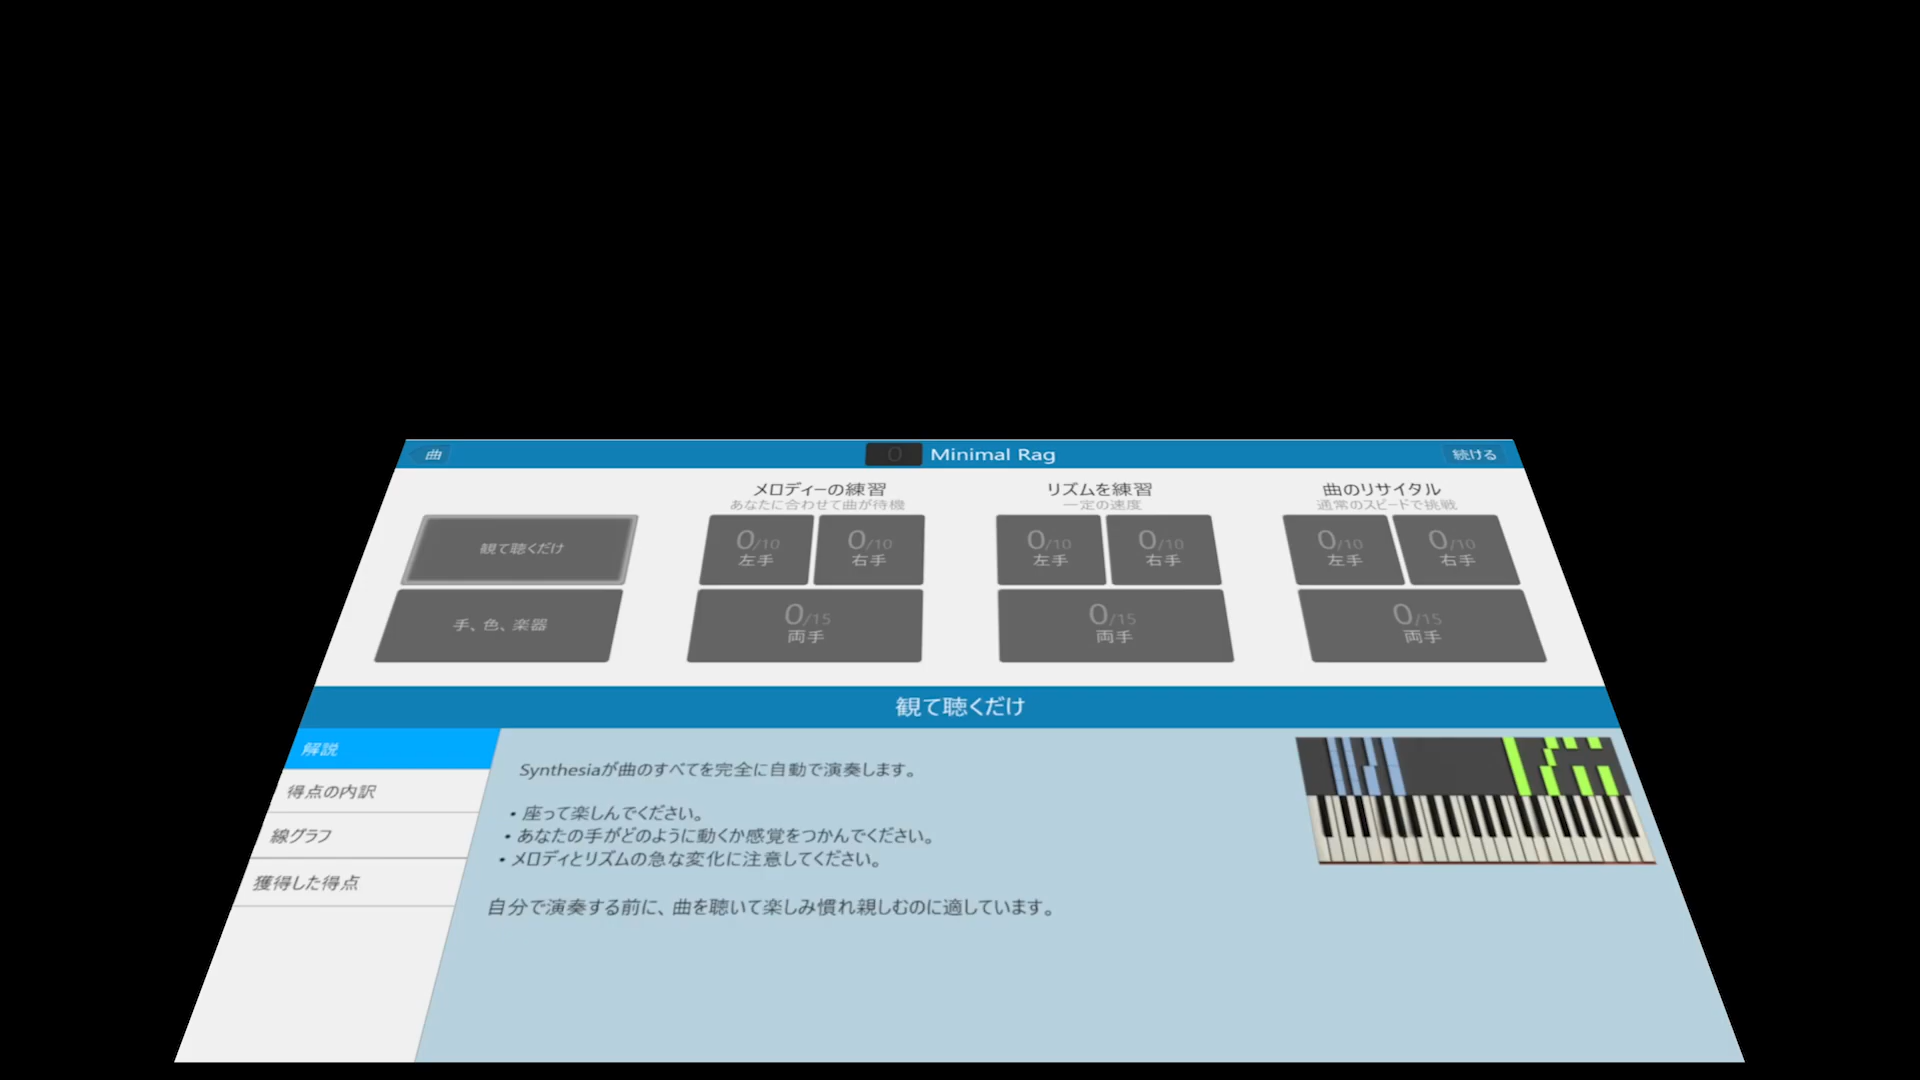 曲
0 Minimal Rag
続ける
メロディーの練習
あなたに合わせて曲が待機
リズムを練習
一定の速度
曲のリサイタル
通常のスピードで挑戦
観て聴くだけ
0/10
左手
0/10
右手
0/10
左手
0/10
右手
0/10
左手
0/10
右手
手、色、楽器
0/15
両手
0/15
両手
0/15
両手
観て聴くだけ
解説
得点の内訳
線グラフ
獲得した得点
Synthesiaが曲のすべてを完全に自動で演奏します。
• 座って楽しんでください。
• あなたの手がどのように動くか感覚をつかんでください。
• メロディとリズムの急な変化に注意してください。
自分で演奏する前に、曲を聴いて楽しみ慣れ親しむのに適しています。